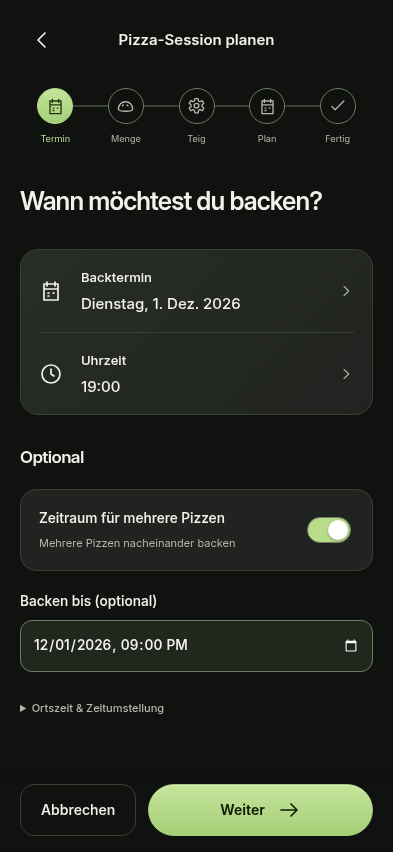 Pizza-Session planen
Termin
Menge
Teig
Plan
Fertig
Wann möchtest du backen?
Backtermin
Dienstag, 1. Dez. 2026
Uhrzeit
19:00
Optional
Zeitraum für mehrere Pizzen
Mehrere Pizzen nacheinander backen
Backen bis (optional)
12/01/2026, 09:00 PM
Ortszeit & Zeitumstellung
Abbrechen
Weiter